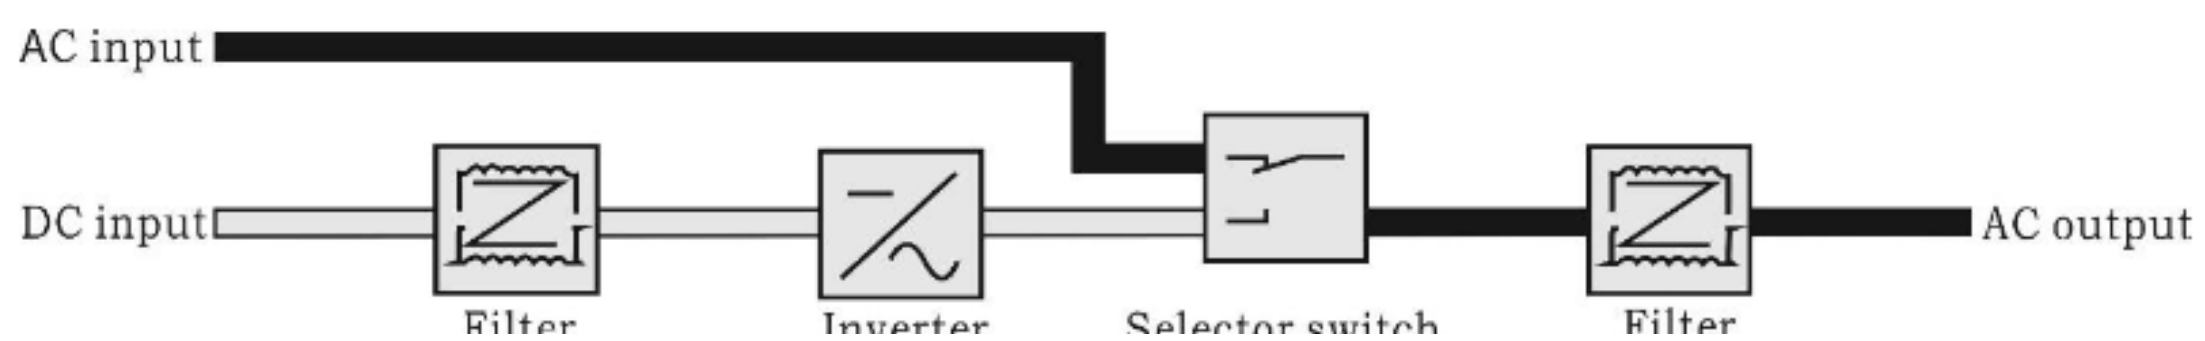 AC input
DC input
AC output
Filter
Inverter
Selector switch
Filter